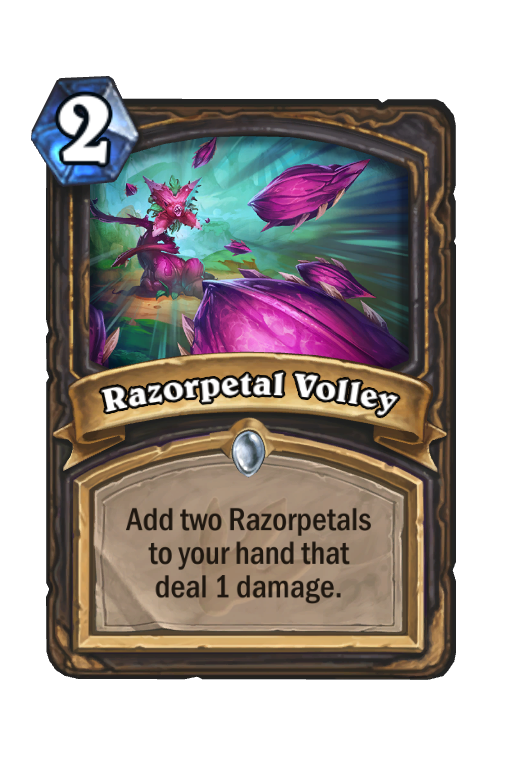 2
Razorpetal Volley
Add two Razorpetals
to your hand that
deal 1 damage.